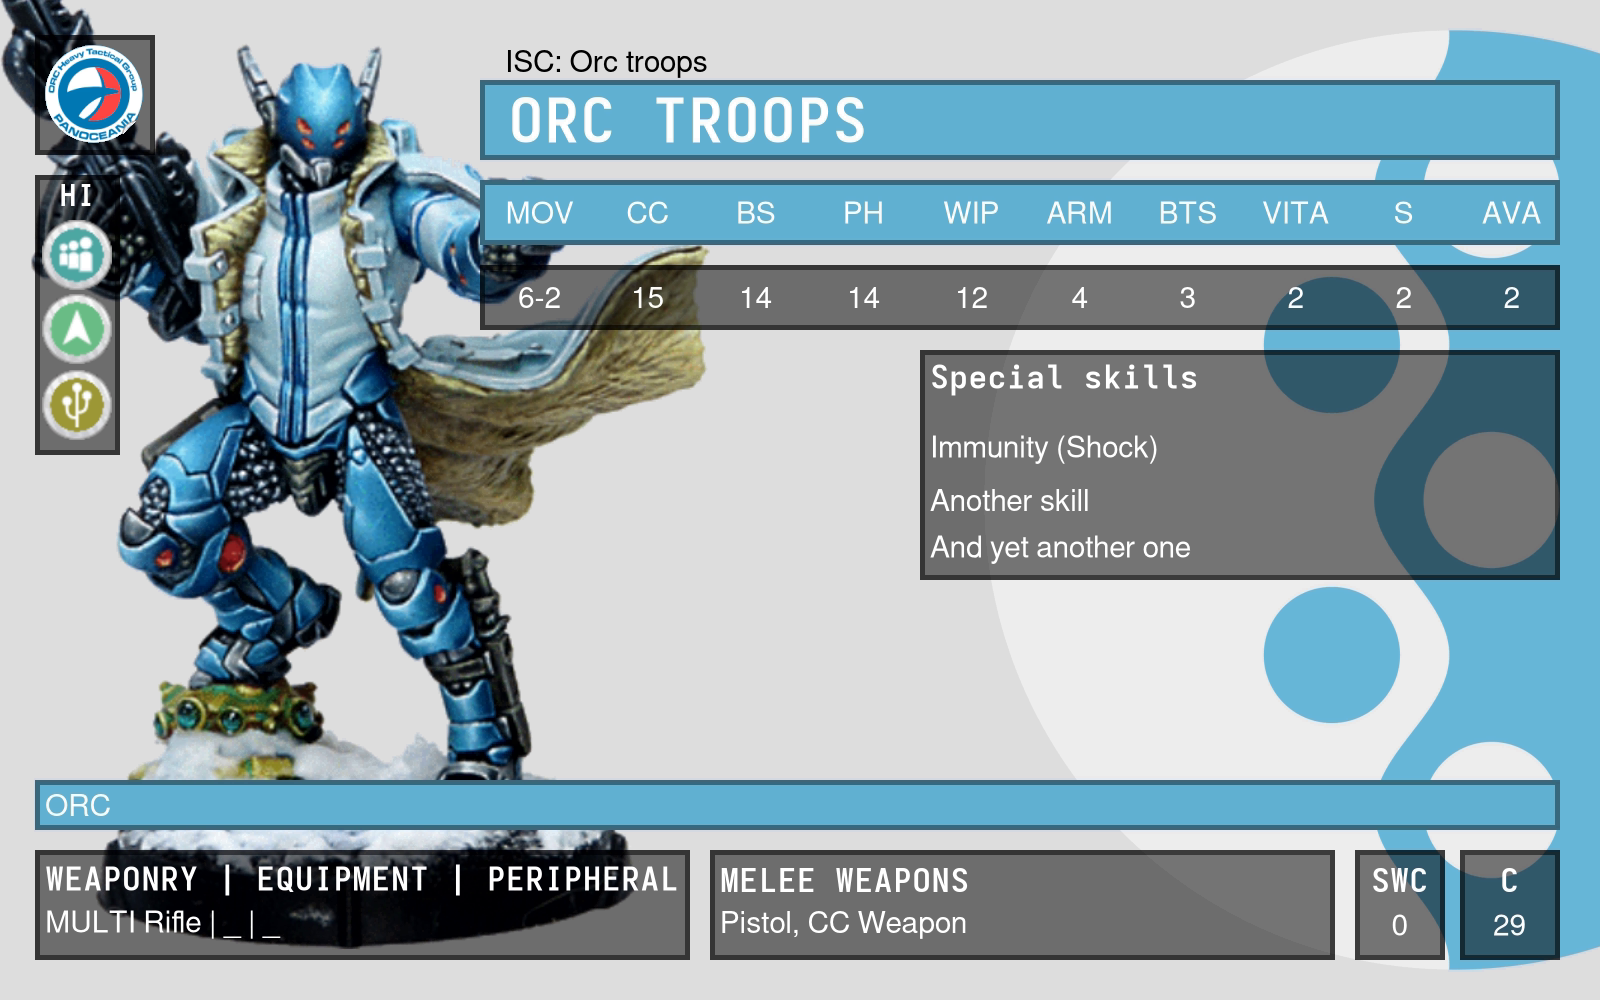 ISC: Orc troops
ORC Heavy Tactical Group
PANOCEANIA
ORC TROOPS
HI
MOV CC BS PH WIP ARM BTS VITA S AVA
6-2 15 14 14 12 4 3 2 2 2
Special skills
Immunity (Shock)
Another skill
And yet another one
ORC
WEAPONRY | EQUIPMENT | PERIPHERAL
MULTI Rifle | _ | _
MELEE WEAPONS
Pistol, CC Weapon
SWC
0
C
29